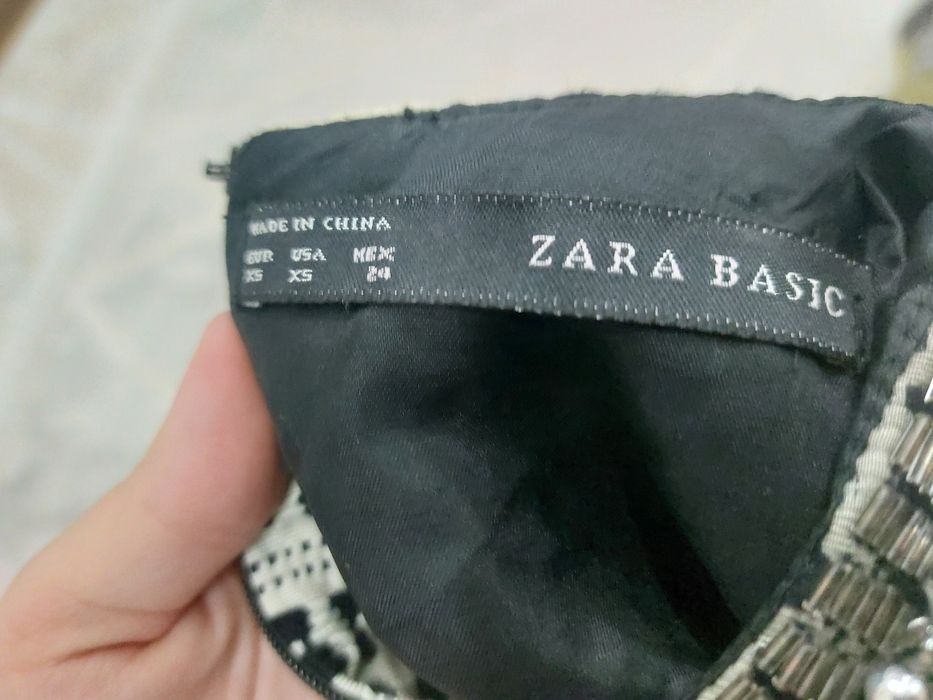 MADE IN CHINA
EUR USA MEX
XS XS 24
ZARA BASIC